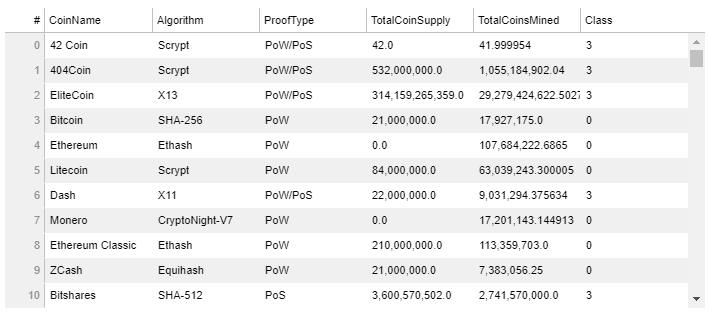 # CoinName Algorithm ProofType TotalCoinSupply TotalCoinsMined Class
0 42 Coin Scrypt PoW/PoS 42.0 41.999954 3
1 404Coin Scrypt PoW/PoS 532,000,000.0 1,055,184,902.04 3
2 EliteCoin X13 PoW/PoS 314,159,265,359.0 29,279,424,622.5027 3
3 Bitcoin SHA-256 PoW 21,000,000.0 17,927,175.0 0
4 Ethereum Ethash PoW 0.0 107,684,222.6865 0
5 Litecoin Scrypt PoW 84,000,000.0 63,039,243.300005 0
6 Dash X11 PoW/PoS 22,000,000.0 9,031,294.375634 3
7 Monero CryptoNight-V7 PoW 0.0 17,201,143.144913 0
8 Ethereum Classic Ethash PoW 210,000,000.0 113,359,703.0 0
9 ZCash Equihash PoW 21,000,000.0 7,383,056.25 0
10 Bitshares SHA-512 PoS 3,600,570,502.0 2,741,570,000.0 3